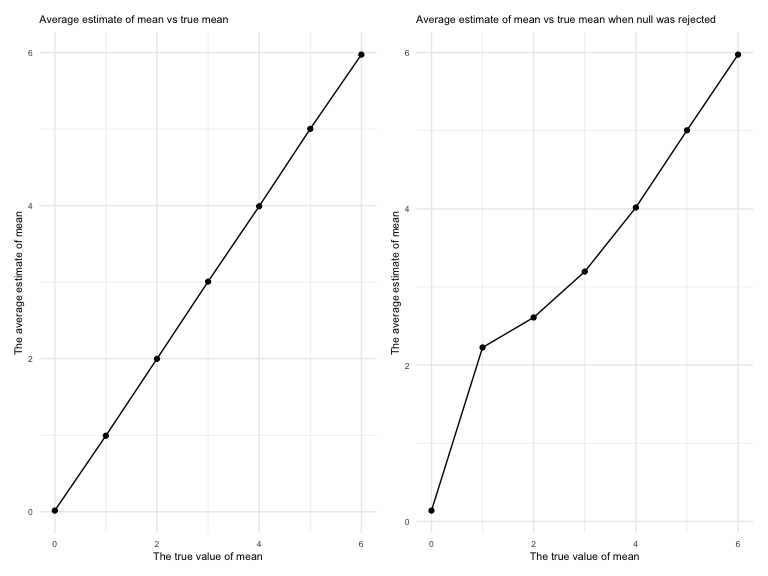 Average estimate of mean vs true mean
The average estimate of mean
6
4
2
0
0 2 4 6
The true value of mean
Average estimate of mean vs true mean when null was rejected
The average estimate of mean
6
4
2
0
0 2 4 6
The true value of mean